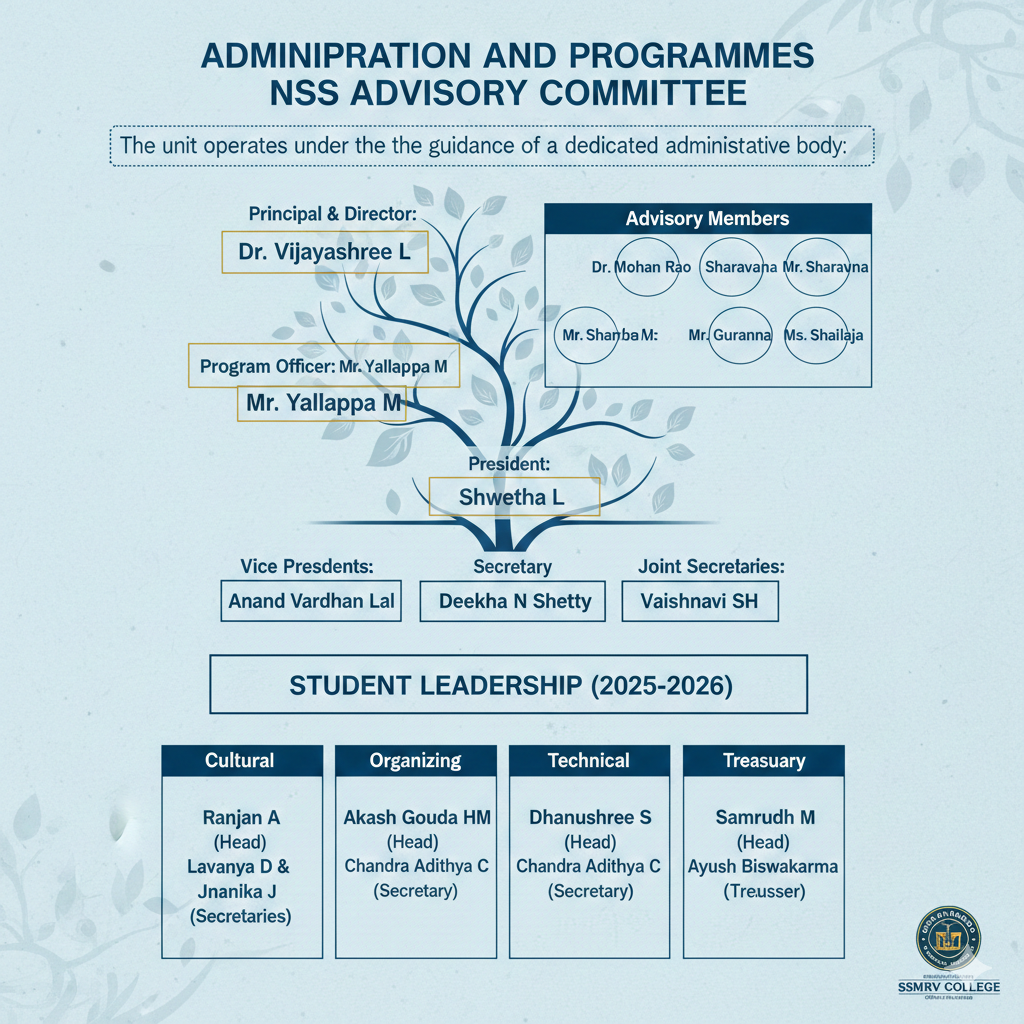 ADMINIPRATION AND PROGRAMMES
NSS ADVISORY COMMITTEE
The unit operates under the the guidance of a dedicated administative body:
Principal & Director:
Dr. Vijayashree L
Advisory Members
Dr. Mohan Rao
Sharavana
Mr. Sharavna
Mr. Shanba M:
Mr. Guranna
Ms. Shailaja
Program Officer: Mr. Yallappa M
Mr. Yallappa M
President:
Shwetha L
Vice Presdents:
Anand Vardhan Lal
Secretary
Deekha N Shetty
Joint Secretaries:
Vaishnavi SH
STUDENT LEADERSHIP (2025-2026)
Cultural
Ranjan A
(Head)
Lavanya D &
Jnanika J
(Secretaries)
Organizing
Akash Gouda HM
(Head)
Chandra Adithya C
(Secretary)
Technical
Dhanushree S
(Head)
Chandra Adithya C
(Secretary)
Treasuary
Samrudh M
(Head)
Ayush Biswakarma
(Treusser)
SSMRV COLLEGE